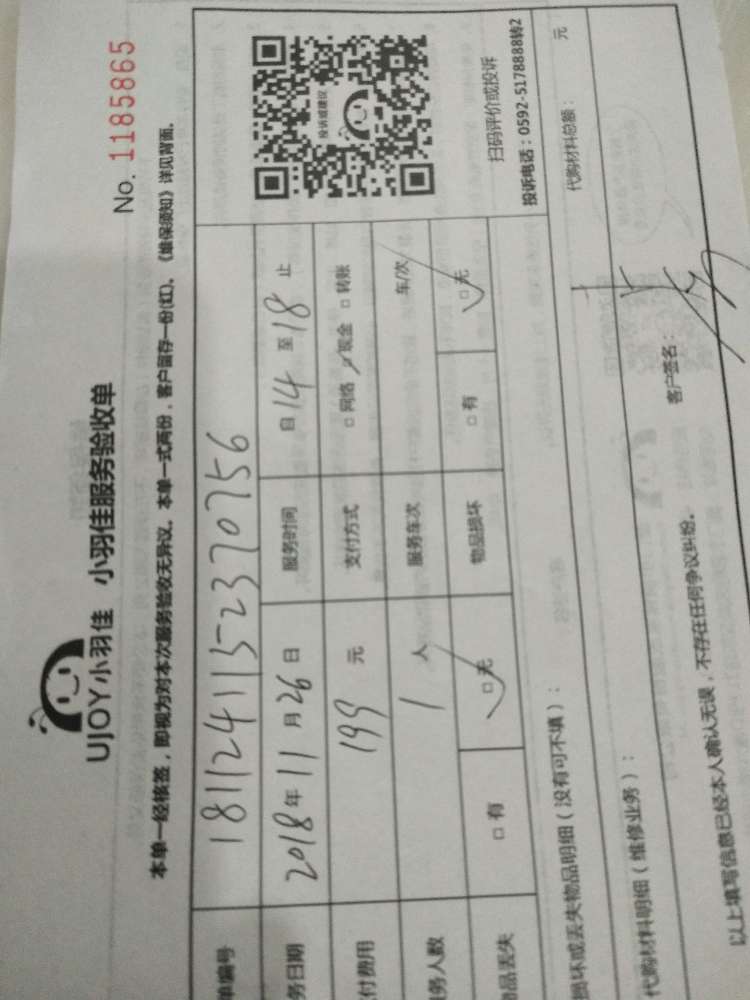 No. 1185865
UJOY小羽佳 小羽佳服务验收单
本单一经核签，即视为对本次服务验收无异议。本单一式两份，客户留存一份(红)。《维保须知》详见背面。
单编号 1811241152370756
务日期 2018年11月26日 服务时间 自14至18止
付费用 199元 支付方式 □网络 ☑现金 □转账
务人数 1人 服务车次 车/次
品丢失 □有 ☑无 物品损坏 □有 ☑无
投诉或建议
扫码评价或投诉
投诉电话：0592-5178888转2
损坏或丢失物品明细（没有可不填）：
代购材料明细（维修业务）： 代购材料总额： 元
以上填写信息已经本人确认无误，不存在任何争议纠纷。 客户签名：